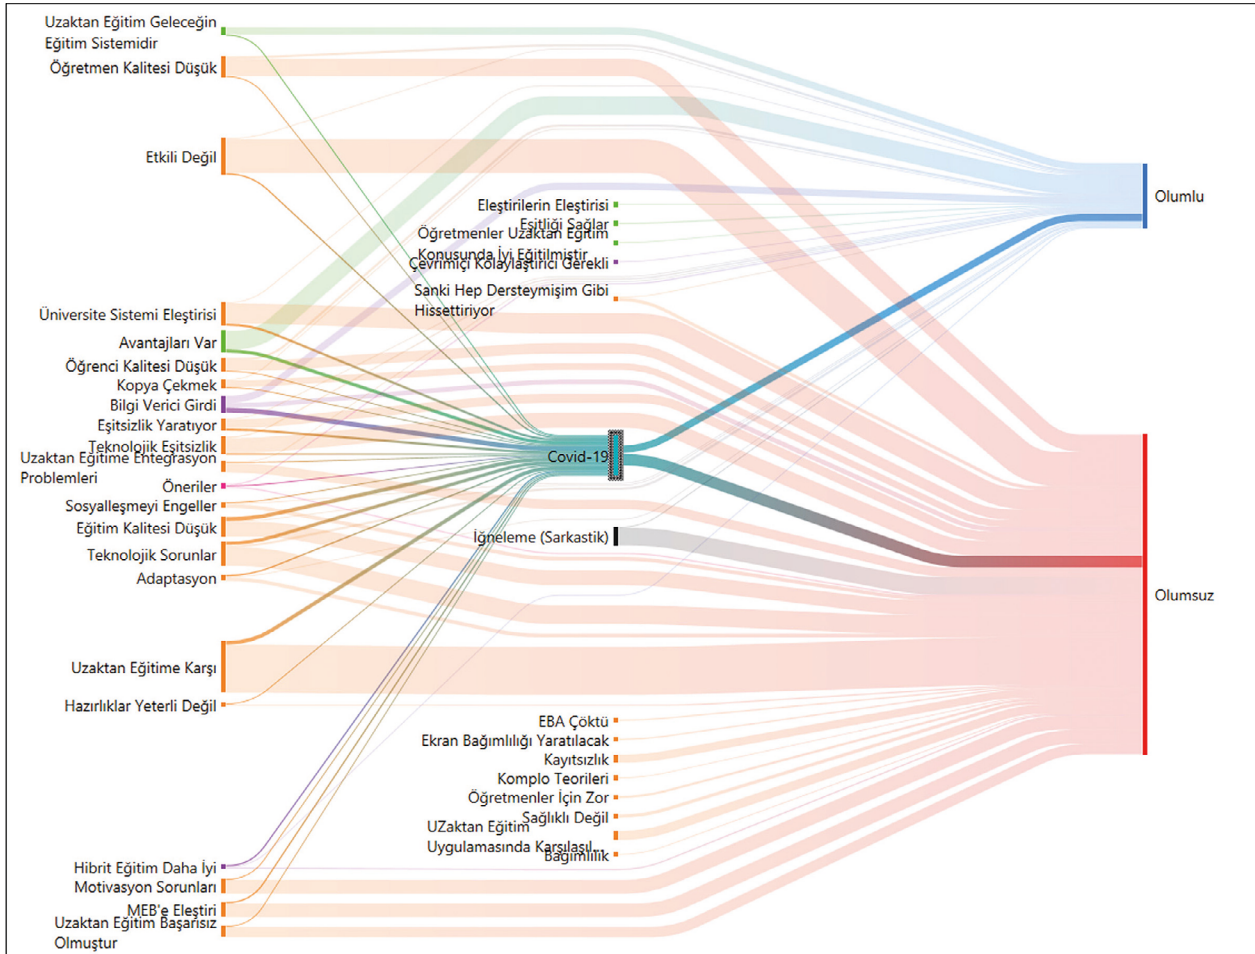 Uzaktan Eğitim Geleceğin
Eğitim Sistemidir
Öğretmen Kalitesi Düşük
Etkili Değil
Üniversite Sistemi Eleştirisi
Avantajları Var
Öğrenci Kalitesi Düşük
Kopya Çekmek
Bilgi Verici Girdi
Eşitsizlik Yaratıyor
Teknolojik Eşitsizlik
Uzaktan Eğitime Entegrasyon
Problemleri
Öneriler
Sosyalleşmeyi Engeller
Eğitim Kalitesi Düşük
Teknolojik Sorunlar
Adaptasyon
Uzaktan Eğitime Karşı
Hazırlıklar Yeterli Değil
Hibrit Eğitim Daha İyi
Motivasyon Sorunları
MEB'e Eleştiri
Uzaktan Eğitim Başarısız
Olmuştur
Eleştirilerin Eleştirisi
Eşitliği Sağlar
Öğretmenler Uzaktan Eğitim
Konusunda İyi Eğitilmiştir
Çevrimiçi Kolaylaştırıcı Gerekli
Sanki Hep Dersteymişim Gibi
Hissettiriyor
Covid-19
İğneleme (Sarkastik)
EBA Çöktü
Ekran Bağımlılığı Yaratılacak
Kayıtsızlık
Komplo Teorileri
Öğretmenler İçin Zor
Sağlıklı Değil
UZaktan Eğitim
Uygulamasında Karşılaşıl...
Bağımlılık
Olumlu
Olumsuz